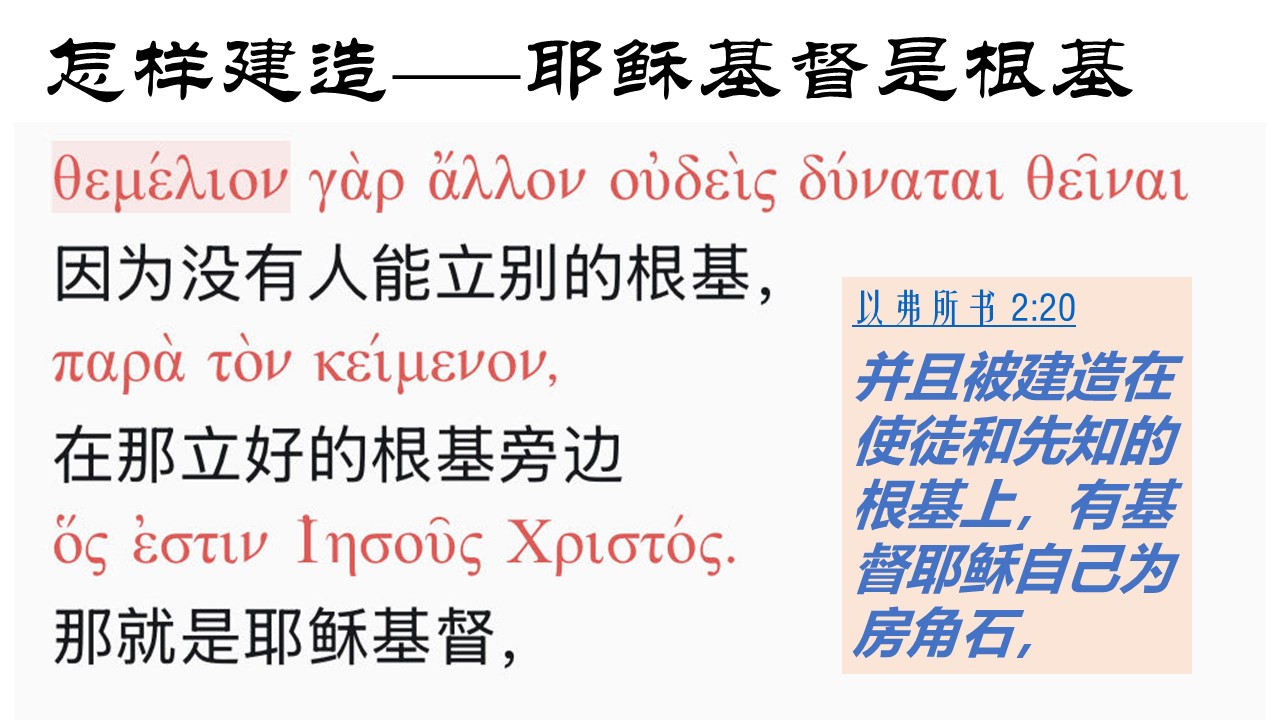 怎样建造——耶稣基督是根基
θεμέλιον γὰρ ἄλλον οὐδεὶς δύναται θεῖναι
因为没有人能立别的根基,
παρὰ τὸν κείμενον,
在那立好的根基旁边
ὅς ἐστιν Ἰησοῦς Χριστός.
那就是耶稣基督,
以弗所书 2:20
并且被建造在
使徒和先知的
根基上，有基
督耶稣自己为
房角石，